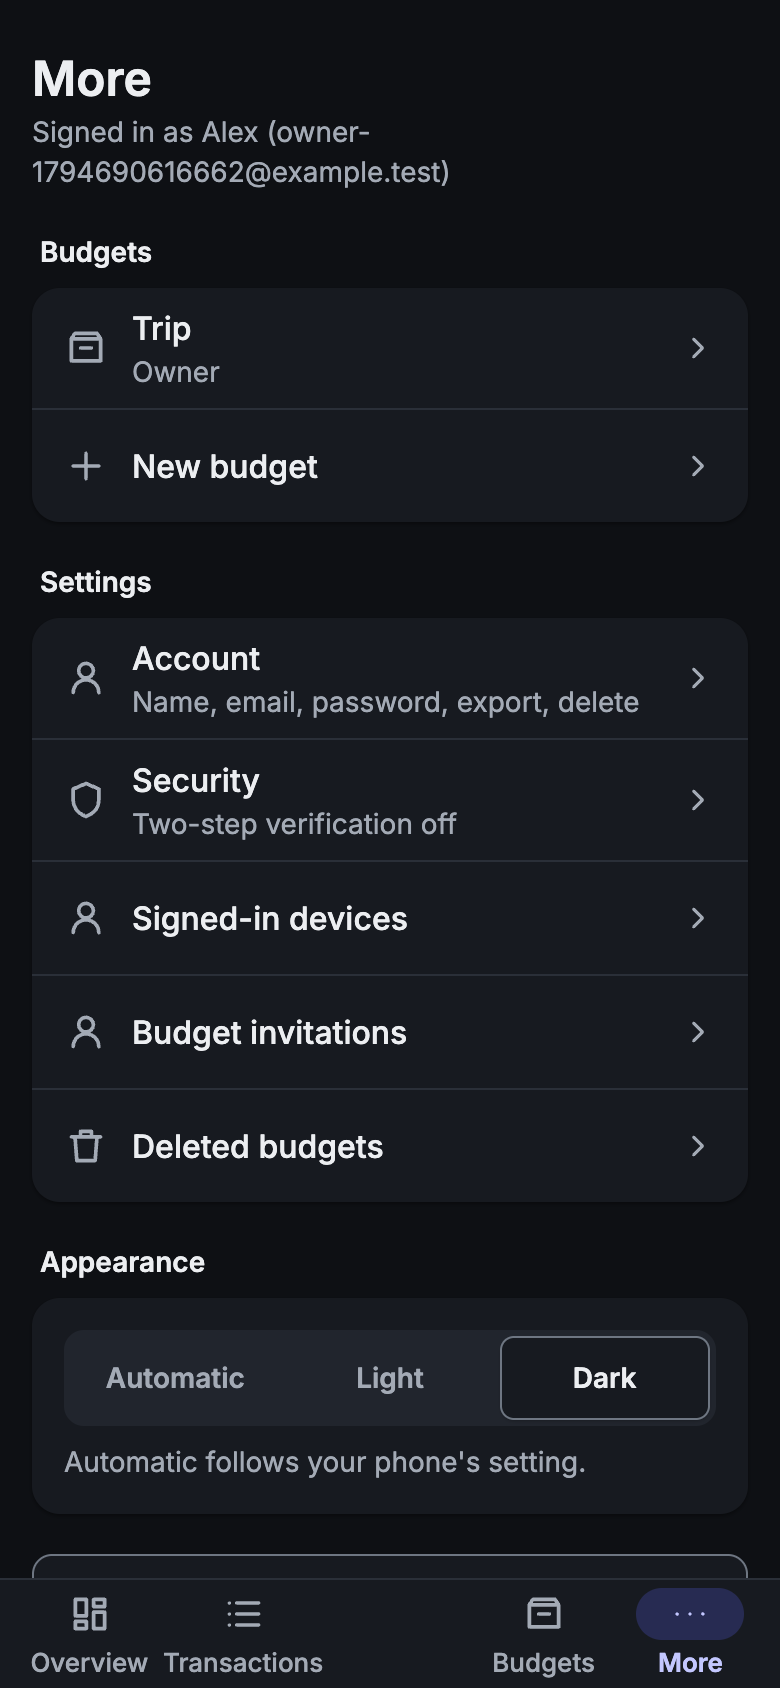 More
Signed in as Alex (owner-
1794690616662@example.test)
Budgets
Trip
Owner
New budget
Settings
Account
Name, email, password, export, delete
Security
Two-step verification off
Signed-in devices
Budget invitations
Deleted budgets
Appearance
Automatic Light Dark
Automatic follows your phone's setting.
Overview Transactions Budgets More